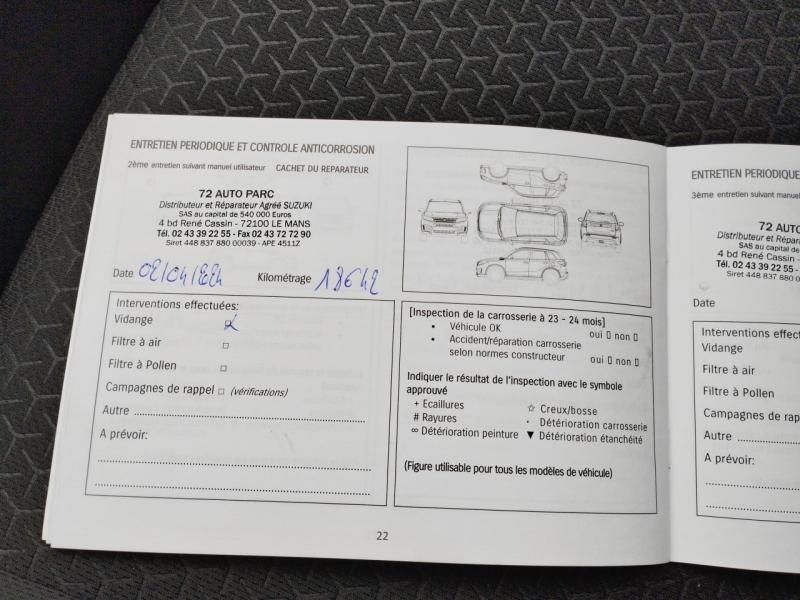 ENTRETIEN PERIODIQUE ET CONTROLE ANTICORROSION
2ème entretien suivant manuel utilisateur CACHET DU REPARATEUR
72 AUTO PARC
Distributeur et Réparateur Agréé SUZUKI
SAS au capital de 540 000 Euros
4 bd René Cassin - 72100 LE MANS
Tél. 02 43 39 22 55 - Fax 02 43 72 72 90
Siret 448 837 880 00039 - APE 4511Z
Date 02/04/2024 Kilométrage 18642
Interventions effectuées:
Vidange
Filtre à air
Filtre à Pollen
Campagnes de rappel (vérifications)
Autre
A prévoir:
[Inspection de la carrosserie à 23 - 24 mois]
• Véhicule OK oui ▯ non ▯
• Accident/réparation carrosserie
selon normes constructeur oui ▯ non ▯
Indiquer le résultat de l'inspection avec le symbole
approuvé
+ Ecaillures ☆ Creux/bosse
# Rayures • Détérioration carrosserie
∞ Détérioration peinture ▼ Détérioration étanchéité
(Figure utilisable pour tous les modèles de véhicule)
22
ENTRETIEN PERIODIQUE
3ème entretien suivant manuel
72 AUTO
Distributeur et Répara
SAS au capital
4 bd René Cassin
Tél. 02 43 39 22 55 -
Siret 448 837 880
Date
Interventions effectu
Vidange
Filtre à air
Filtre à Pollen
Campagnes de rapp
Autre
A prévoir: